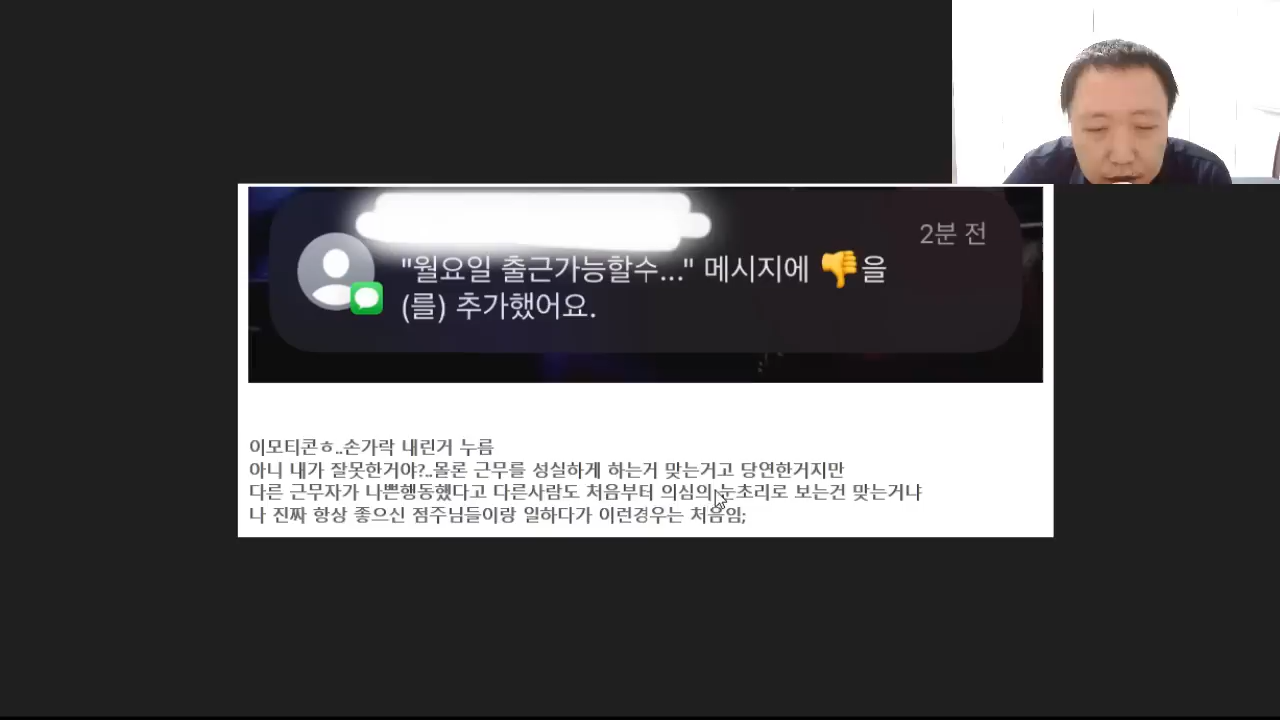 2분 전
"월요일 출근가능할수..." 메시지에 👎을
(를) 추가했어요.
이모티콘ㅎ..손가락 내린거 누름
아니 내가 잘못한거야?..몰론 근무를 성실하게 하는거 맞는거고 당연한거지만
다른 근무자가 나쁜행동했다고 다른사람도 처음부터 의심의 눈초리로 보는건 맞는거냐
나 진짜 항상 좋으신 점주님들이랑 일하다가 이런경우는 처음임;